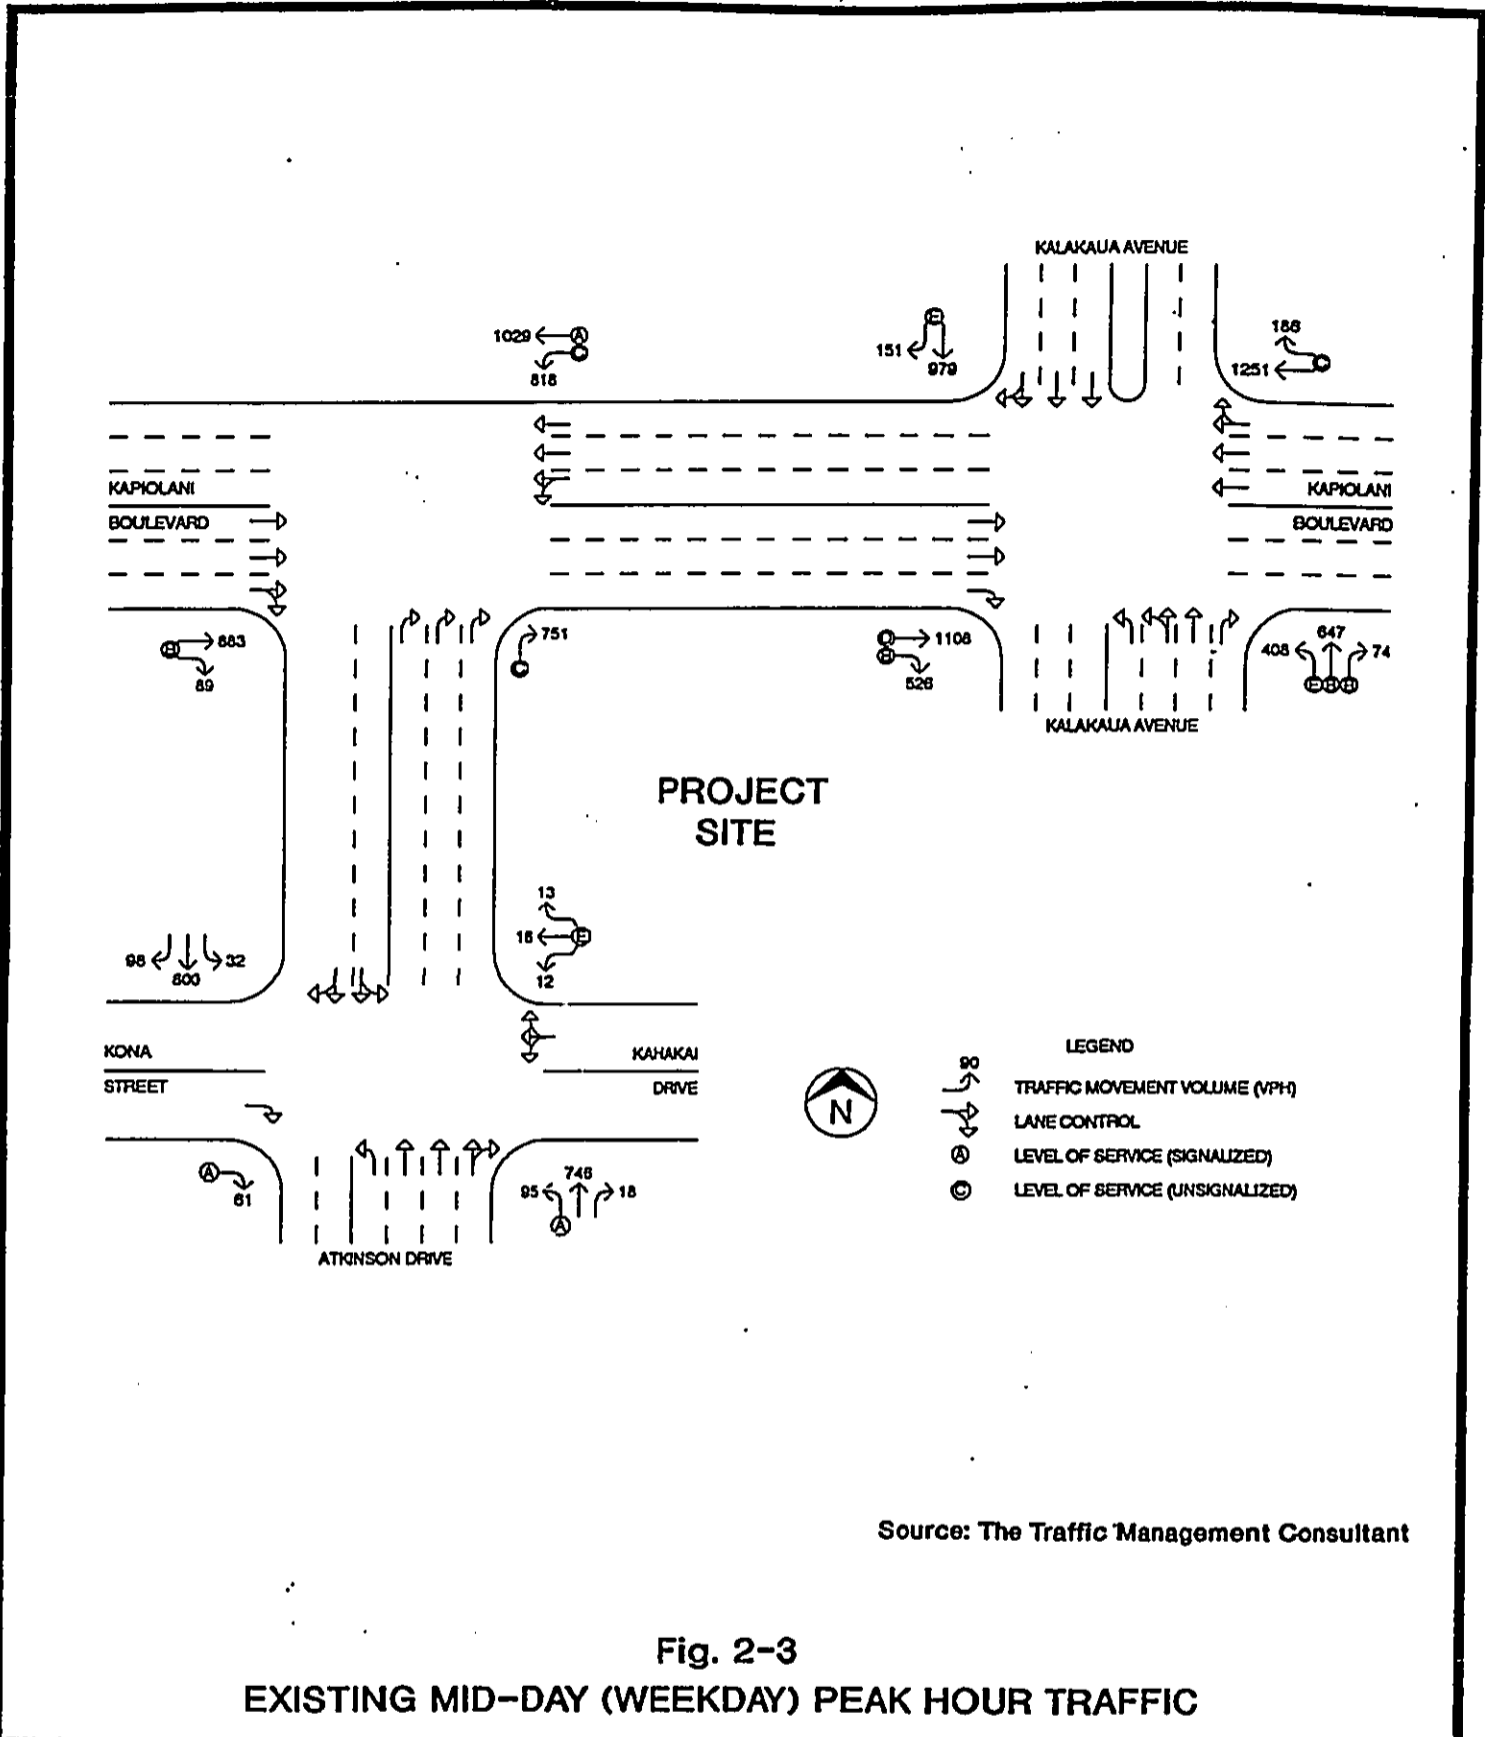 KALAKAUA AVENUE
1029
A
C
818
151
979
186
1251
C
KAPIOLANI
BOULEVARD
KAPIOLANI
BOULEVARD
B
883
89
751
C
C
1108
B
526
408
647
74
KALAKAUA AVENUE
PROJECT
SITE
13
16
E
12
98
800
32
KONA
STREET
KAHAKAI
DRIVE
N
LEGEND
90
TRAFFIC MOVEMENT VOLUME (VPH)
LANE CONTROL
A LEVEL OF SERVICE (SIGNALIZED)
C LEVEL OF SERVICE (UNSIGNALIZED)
A
61
95
746
18
A
ATKINSON DRIVE
Source: The Traffic Management Consultant
Fig. 2-3
EXISTING MID-DAY (WEEKDAY) PEAK HOUR TRAFFIC